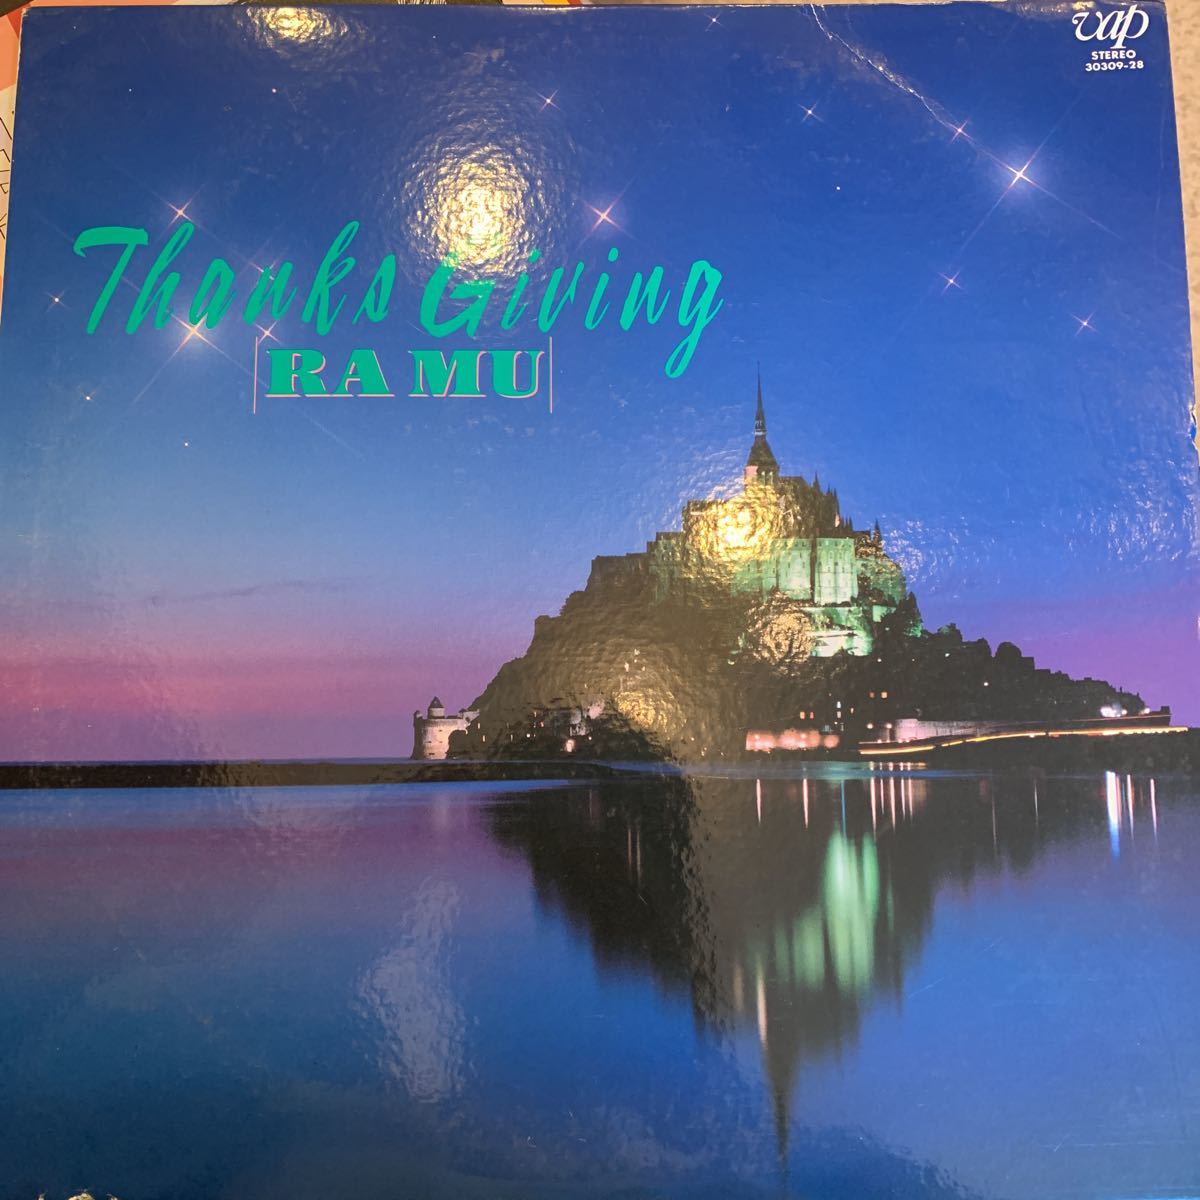 vap
STEREO
30309-28
Thanks Giving
RA MU